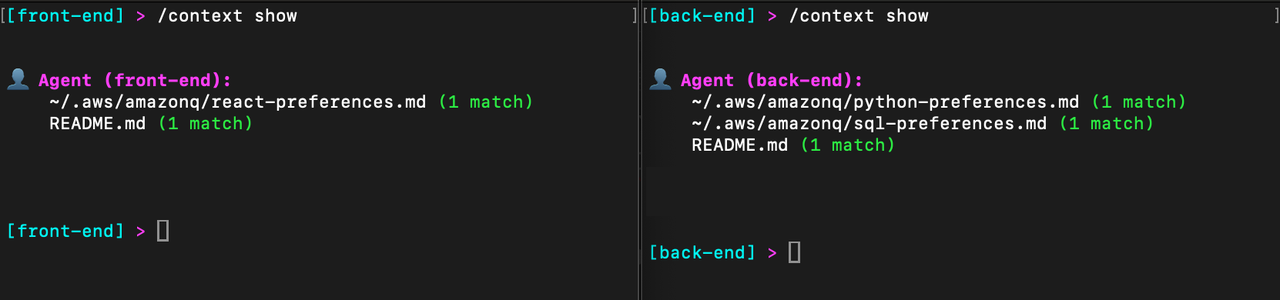 [[front-end] > /context show ]
👤 Agent (front-end):
~/.aws/amazonq/react-preferences.md (1 match)
README.md (1 match)
[front-end] >
[[back-end] > /context show ]
👤 Agent (back-end):
~/.aws/amazonq/python-preferences.md (1 match)
~/.aws/amazonq/sql-preferences.md (1 match)
README.md (1 match)
[back-end] >